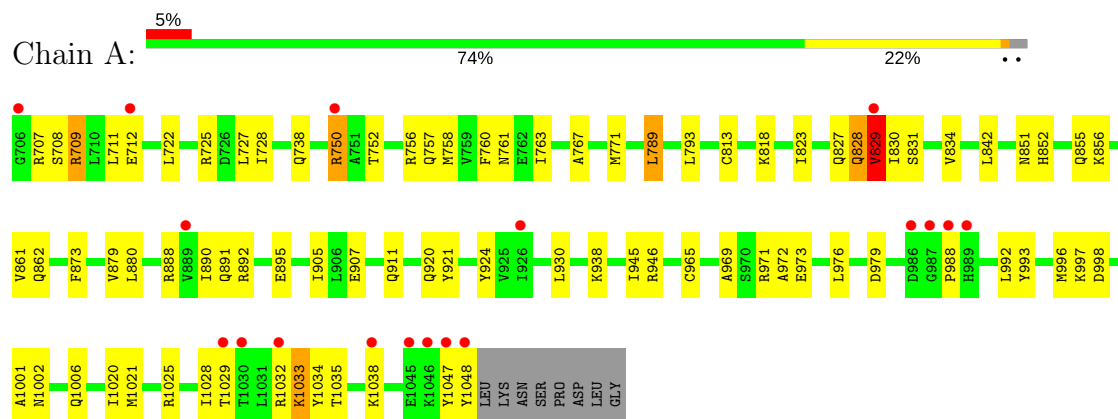 5%
Chain A:
74% 22% • •
G706 R707 S708 R709 L710 L711 E712 L722 R725 D726 L727 I728 Q738 R750 A751 T752 R756 Q757 M758 V759 F760 N761 E762 I763 A767 M771 L789 L793 C813 K818 I823 Q827 Q828 V829 I830 S831 V834 L842 N851 H852 Q855 K856
V861 Q862 F873 V879 L880 R888 V889 I890 Q891 R892 E895 I905 L906 E907 Q911 Q920 Y921 Y924 V925 I926 L930 K938 I945 R946 C965 A969 S970 R971 A972 E973 L976 D979 D986 G987 P988 H989 L992 Y993 M996 K997 D998
A1001 N1002 Q1006 I1020 M1021 R1025 I1028 T1029 T1030 L1031 R1032 K1033 Y1034 T1035 K1038 E1045 K1046 Y1047 Y1048 LEU LYS ASN SER PRO ASP LEU GLY